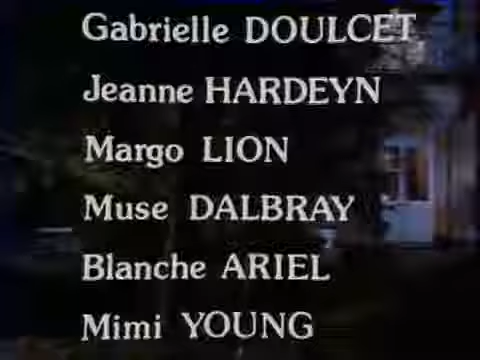 Gabrielle DOULCET
Jeanne HARDEYN
Margo LION
Muse DALBRAY
Blanche ARIEL
Mimi YOUNG